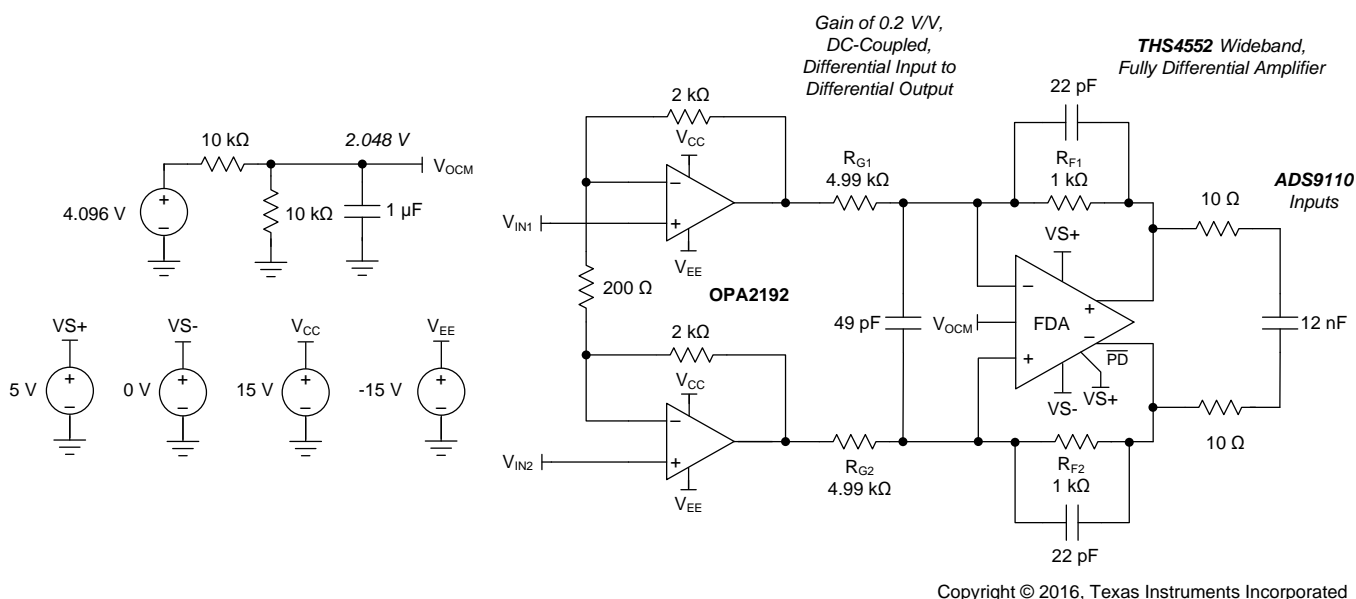 Gain of 0.2 V/V,
DC-Coupled,
Differential Input to
Differential Output
THS4552 Wideband,
Fully Differential Amplifier
10 kΩ
2.048 V
VOCM
4.096 V
+
−
10 kΩ
1 µF
VS+
5 V
+
−
VS-
0 V
+
−
VCC
15 V
+
−
VEE
-15 V
+
−
2 kΩ
VCC
−
+
VIN1
VEE
200 Ω
OPA2192
2 kΩ
VCC
−
+
VIN2
VEE
RG1
4.99 kΩ
49 pF
RG2
4.99 kΩ
22 pF
RF1
1 kΩ
VS+
−
+
VOCM
FDA
+
−
PD
VS-
VS+
RF2
1 kΩ
22 pF
10 Ω
ADS9110
Inputs
12 nF
10 Ω
Copyright © 2016, Texas Instruments Incorporated